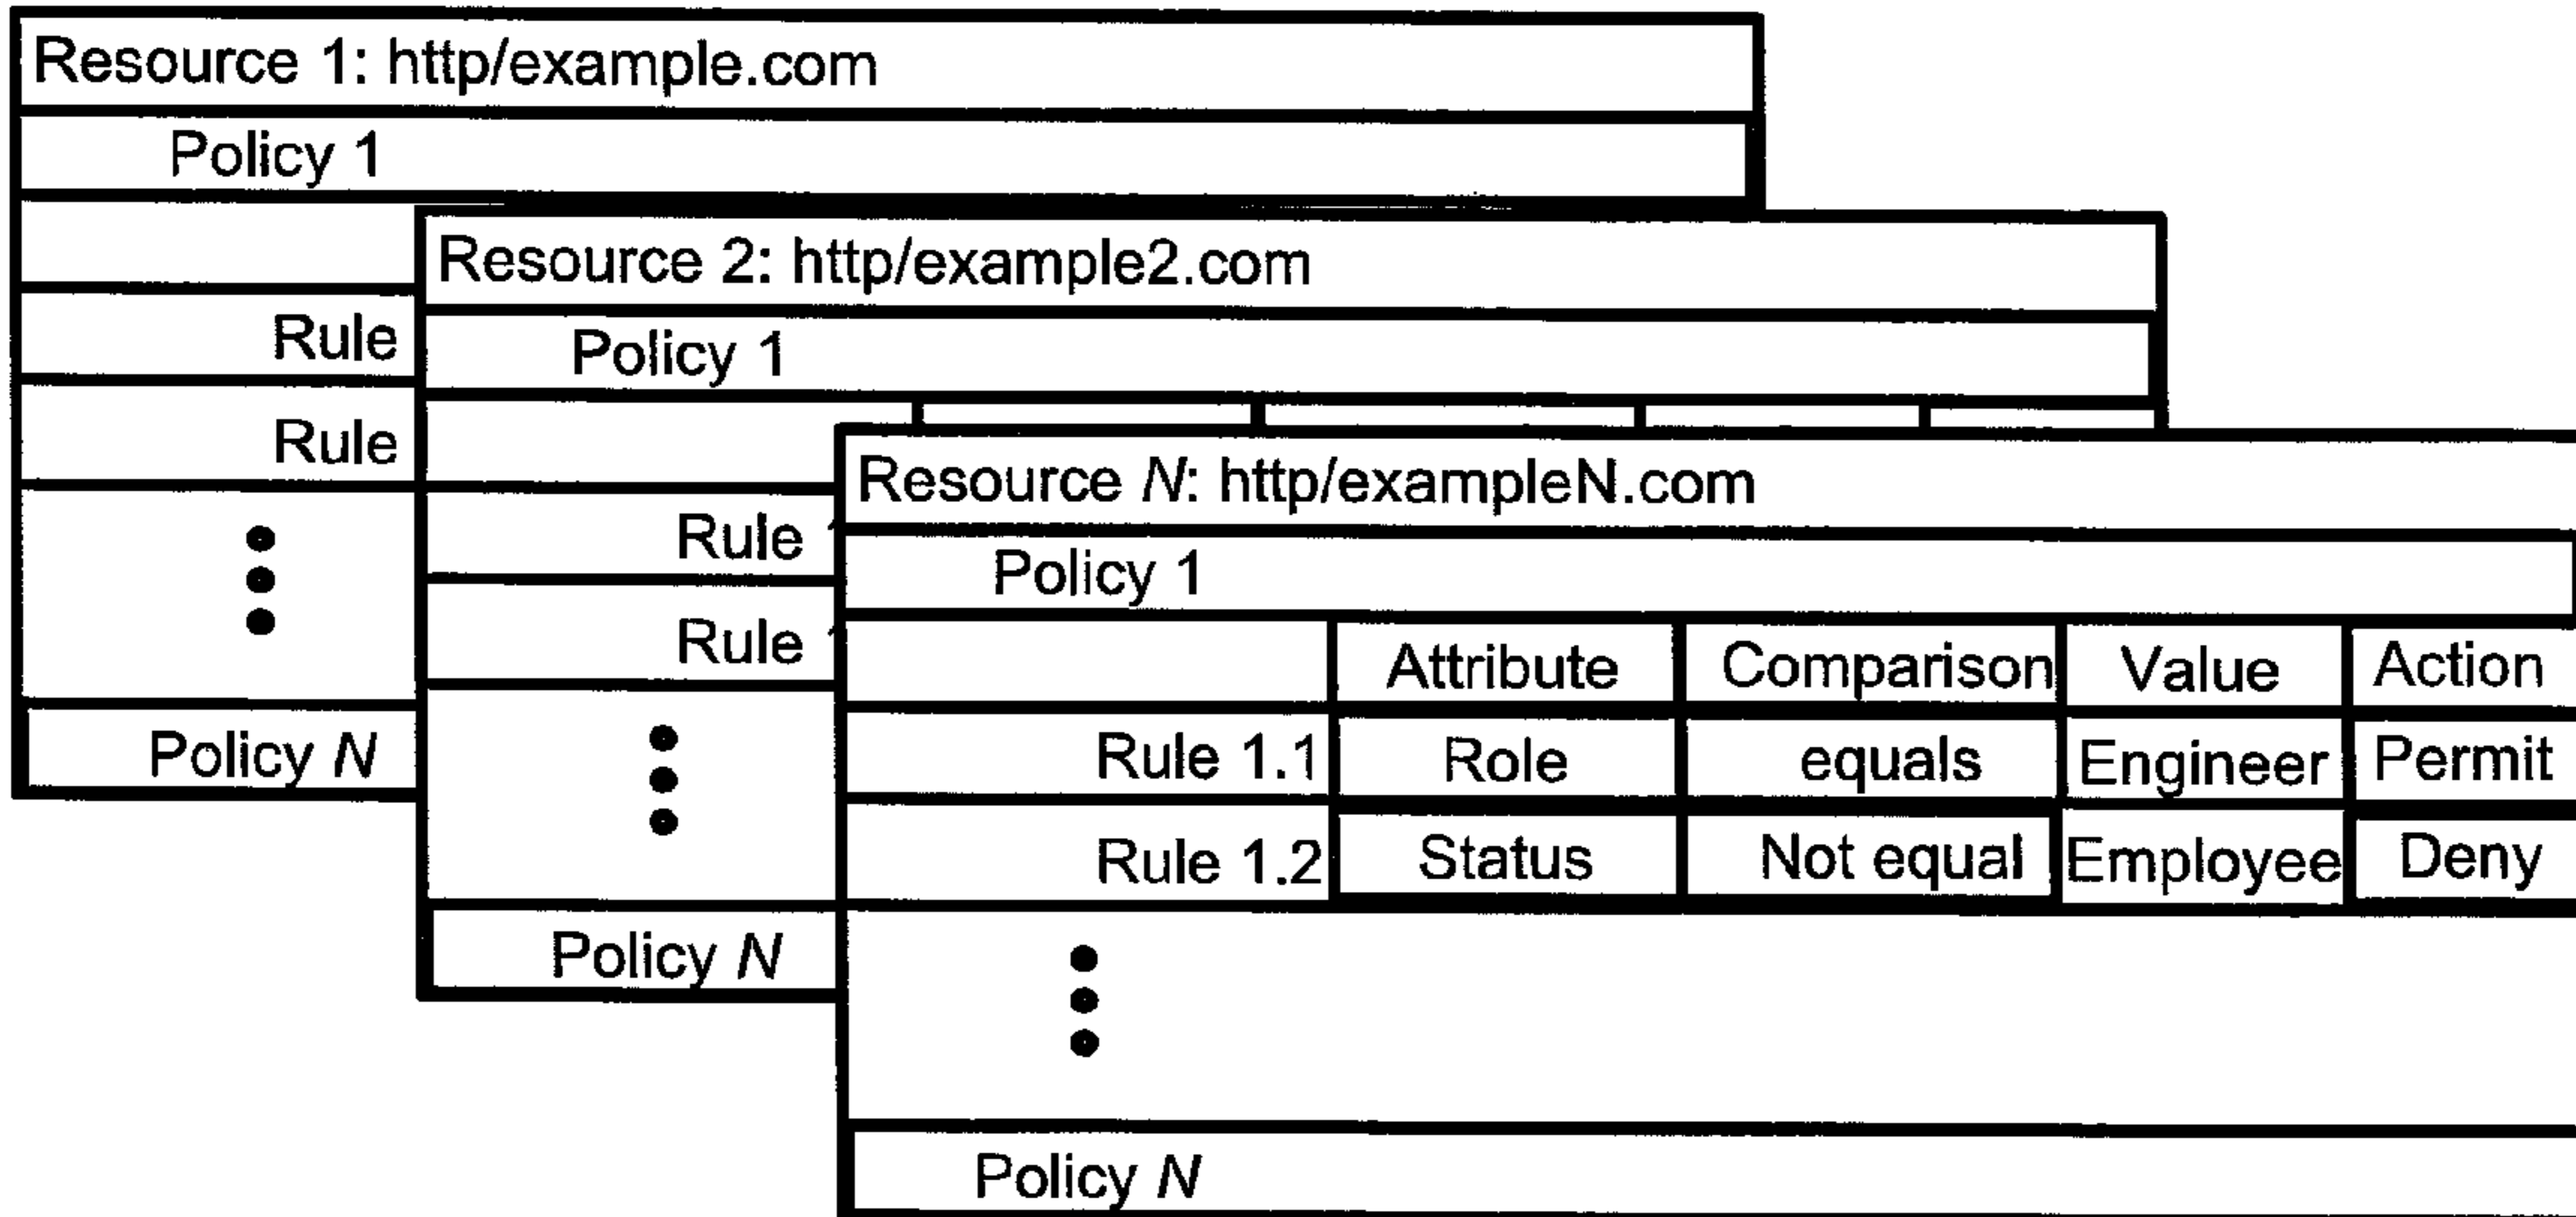 Resource 1: http/example.com
Policy 1
Rule
Rule
Policy N
Resource 2: http/example2.com
Policy 1
Rule
Rule
Policy N
Resource N: http/exampleN.com
Policy 1
Attribute Comparison Value Action
Rule 1.1 Role equals Engineer Permit
Rule 1.2 Status Not equal Employee Deny
Policy N